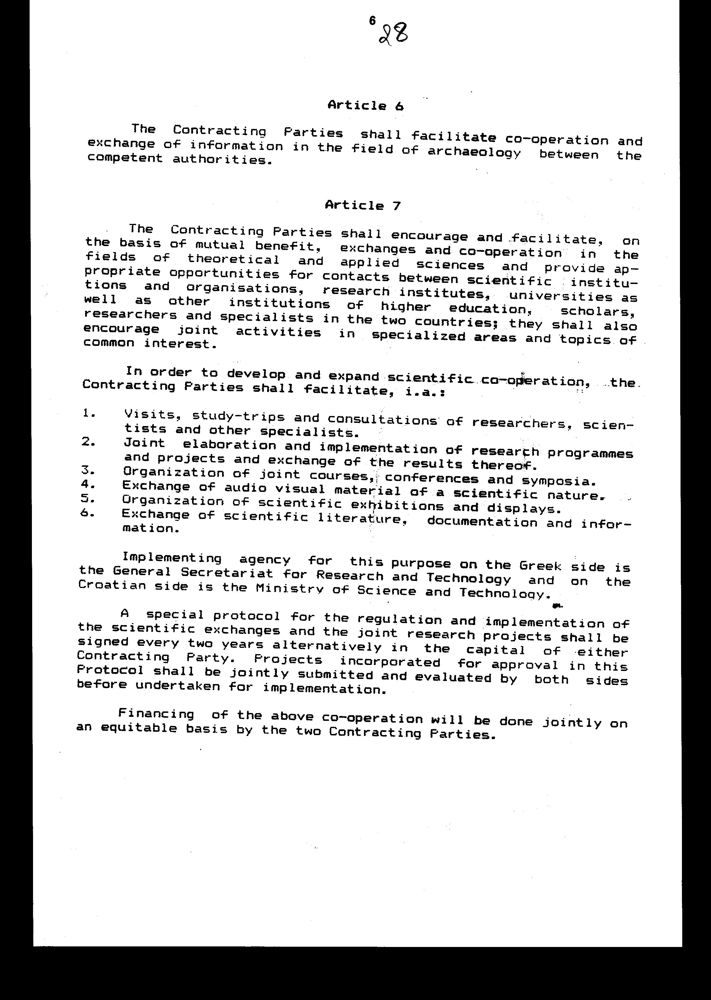 6
28
Article 6
The Contracting Parties shall facilitate co-operation and
exchange of information in the field of archaeology between the
competent authorities.
Article 7
The Contracting Parties shall encourage and facilitate, on
the basis of mutual benefit, exchanges and co-operation in the
fields of theoretical and applied sciences and provide ap-
propriate opportunities for contacts between scientific institu-
tions and organisations, research institutes, universities as
well as other institutions of higher education, scholars,
researchers and specialists in the two countries; they shall also
encourage joint activities in specialized areas and topics of
common interest.
In order to develop and expand scientific co-operation, the
Contracting Parties shall facilitate, i.a.:
1. Visits, study-trips and consultations of researchers, scien-
tists and other specialists.
2. Joint elaboration and implementation of research programmes
and projects and exchange of the results thereof.
3. Organization of joint courses, conferences and symposia.
4. Exchange of audio visual material of a scientific nature.
5. Organization of scientific exhibitions and displays.
6. Exchange of scientific literature, documentation and infor-
mation.
Implementing agency for this purpose on the Greek side is
the General Secretariat for Research and Technology and on the
Croatian side is the Ministry of Science and Technology.
A special protocol for the regulation and implementation of
the scientific exchanges and the joint research projects shall be
signed every two years alternatively in the capital of either
Contracting Party. Projects incorporated for approval in this
Protocol shall be jointly submitted and evaluated by both sides
before undertaken for implementation.
Financing of the above co-operation will be done jointly on
an equitable basis by the two Contracting Parties.